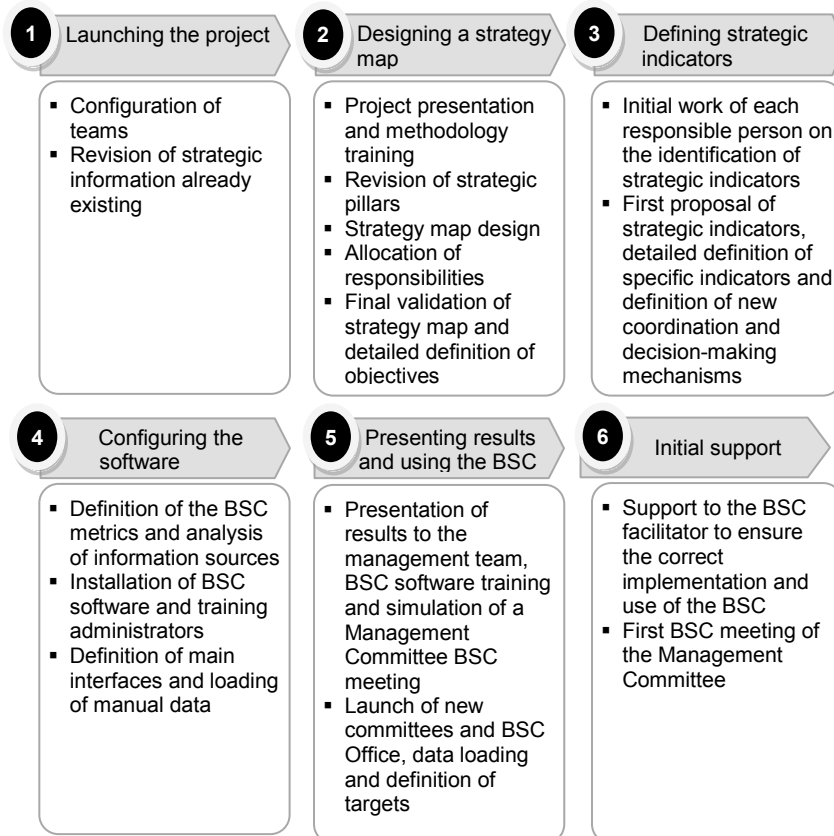 1
Launching the project
▪ Configuration of
teams
▪ Revision of strategic
information already
existing
2
Designing a strategy
map
▪ Project presentation
and methodology
training
▪ Revision of strategic
pillars
▪ Strategy map design
▪ Allocation of
responsibilities
▪ Final validation of
strategy map and
detailed definition of
objectives
3
Defining strategic
indicators
▪ Initial work of each
responsible person on
the identification of
strategic indicators
▪ First proposal of
strategic indicators,
detailed definition of
specific indicators and
definition of new
coordination and
decision-making
mechanisms
4
Configuring the
software
▪ Definition of the BSC
metrics and analysis
of information sources
▪ Installation of BSC
software and training
administrators
▪ Definition of main
interfaces and loading
of manual data
5
Presenting results
and using the BSC
▪ Presentation of
results to the
management team,
BSC software training
and simulation of a
Management
Committee BSC
meeting
▪ Launch of new
committees and BSC
Office, data loading
and definition of
targets
6
Initial support
▪ Support to the BSC
facilitator to ensure
the correct
implementation and
use of the BSC
▪ First BSC meeting of
the Management
Committee